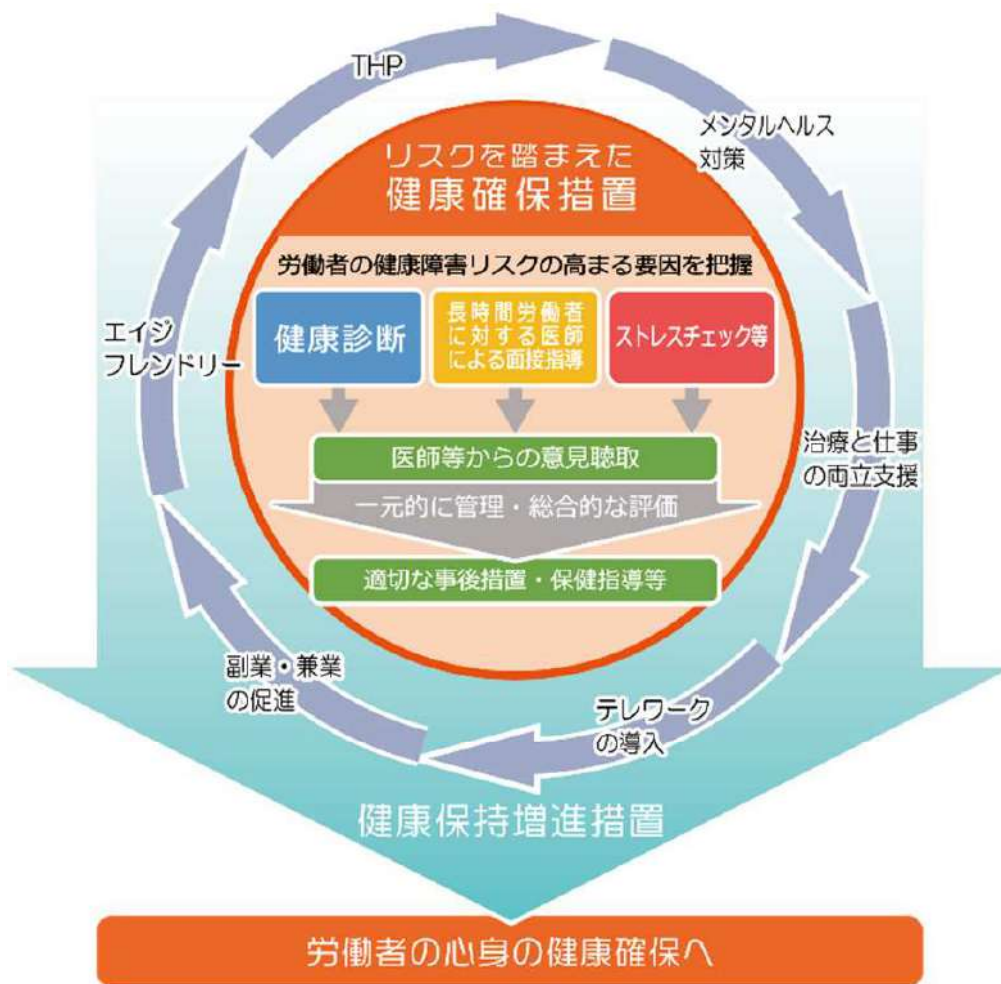 THP
メンタルヘルス
対策
リスクを踏まえた
健康確保措置
労働者の健康障害リスクの高まる要因を把握
健康診断
長時間労働者
に対する医師
による面接指導
ストレスチェック等
エイジ
フレンドリー
医師等からの意見聴取
一元的に管理・総合的な評価
適切な事後措置・保健指導等
治療と仕事
の両立支援
副業・兼業
の促進
テレワーク
の導入
健康保持増進措置
労働者の心身の健康確保へ